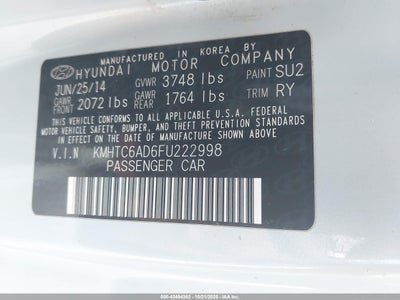 MANUFACTURED IN KOREA BY
HYUNDAI MOTOR COMPANY
JUN/25/14 GVWR 3748 lbs PAINT SU2
GAWR FRONT 2072 lbs GAWR REAR 1764 lbs TRIM RY
THIS VEHICLE CONFORMS TO ALL APPLICABLE
U.S. FEDERAL MOTOR VEHICLE SAFETY, BUMPER,
AND THEFT PREVENTION STANDARDS IN EFFECT
ON THE DATE OF MANUFACTURE SHOWN ABOVE.
V.I.N KMHTC6AD6FU222998
PASSENGER CAR